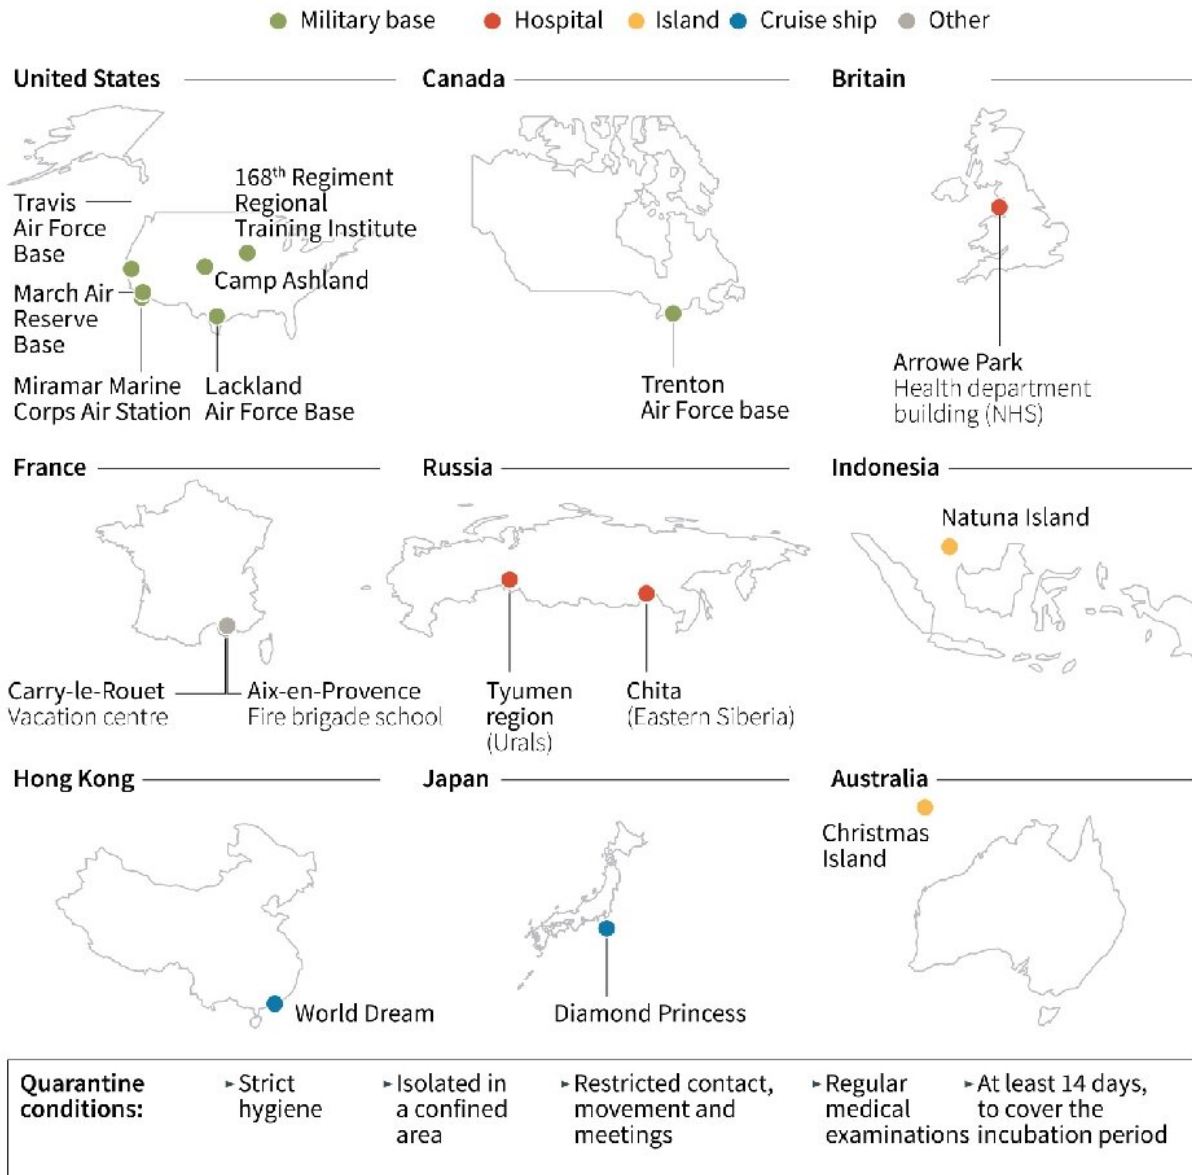 Military base
Hospital
Island
Cruise ship
Other
United States
168th Regiment
Regional
Training Institute
Travis
Air Force
Base
Camp Ashland
March Air
Reserve
Base
Miramar Marine
Corps Air Station
Lackland
Air Force Base
Canada
Trenton
Air Force base
Britain
Arrowe Park
Health department
building (NHS)
France
Carry-le-Rouet
Vacation centre
Aix-en-Provence
Fire brigade school
Russia
Tyumen
region
(Urals)
Chita
(Eastern Siberia)
Indonesia
Natuna Island
Hong Kong
World Dream
Japan
Diamond Princess
Australia
Christmas
Island
Quarantine
conditions:
► Strict
hygiene
► Isolated in
a confined
area
► Restricted contact,
movement and
meetings
► Regular
medical
examinations
► At least 14 days,
to cover the
incubation period